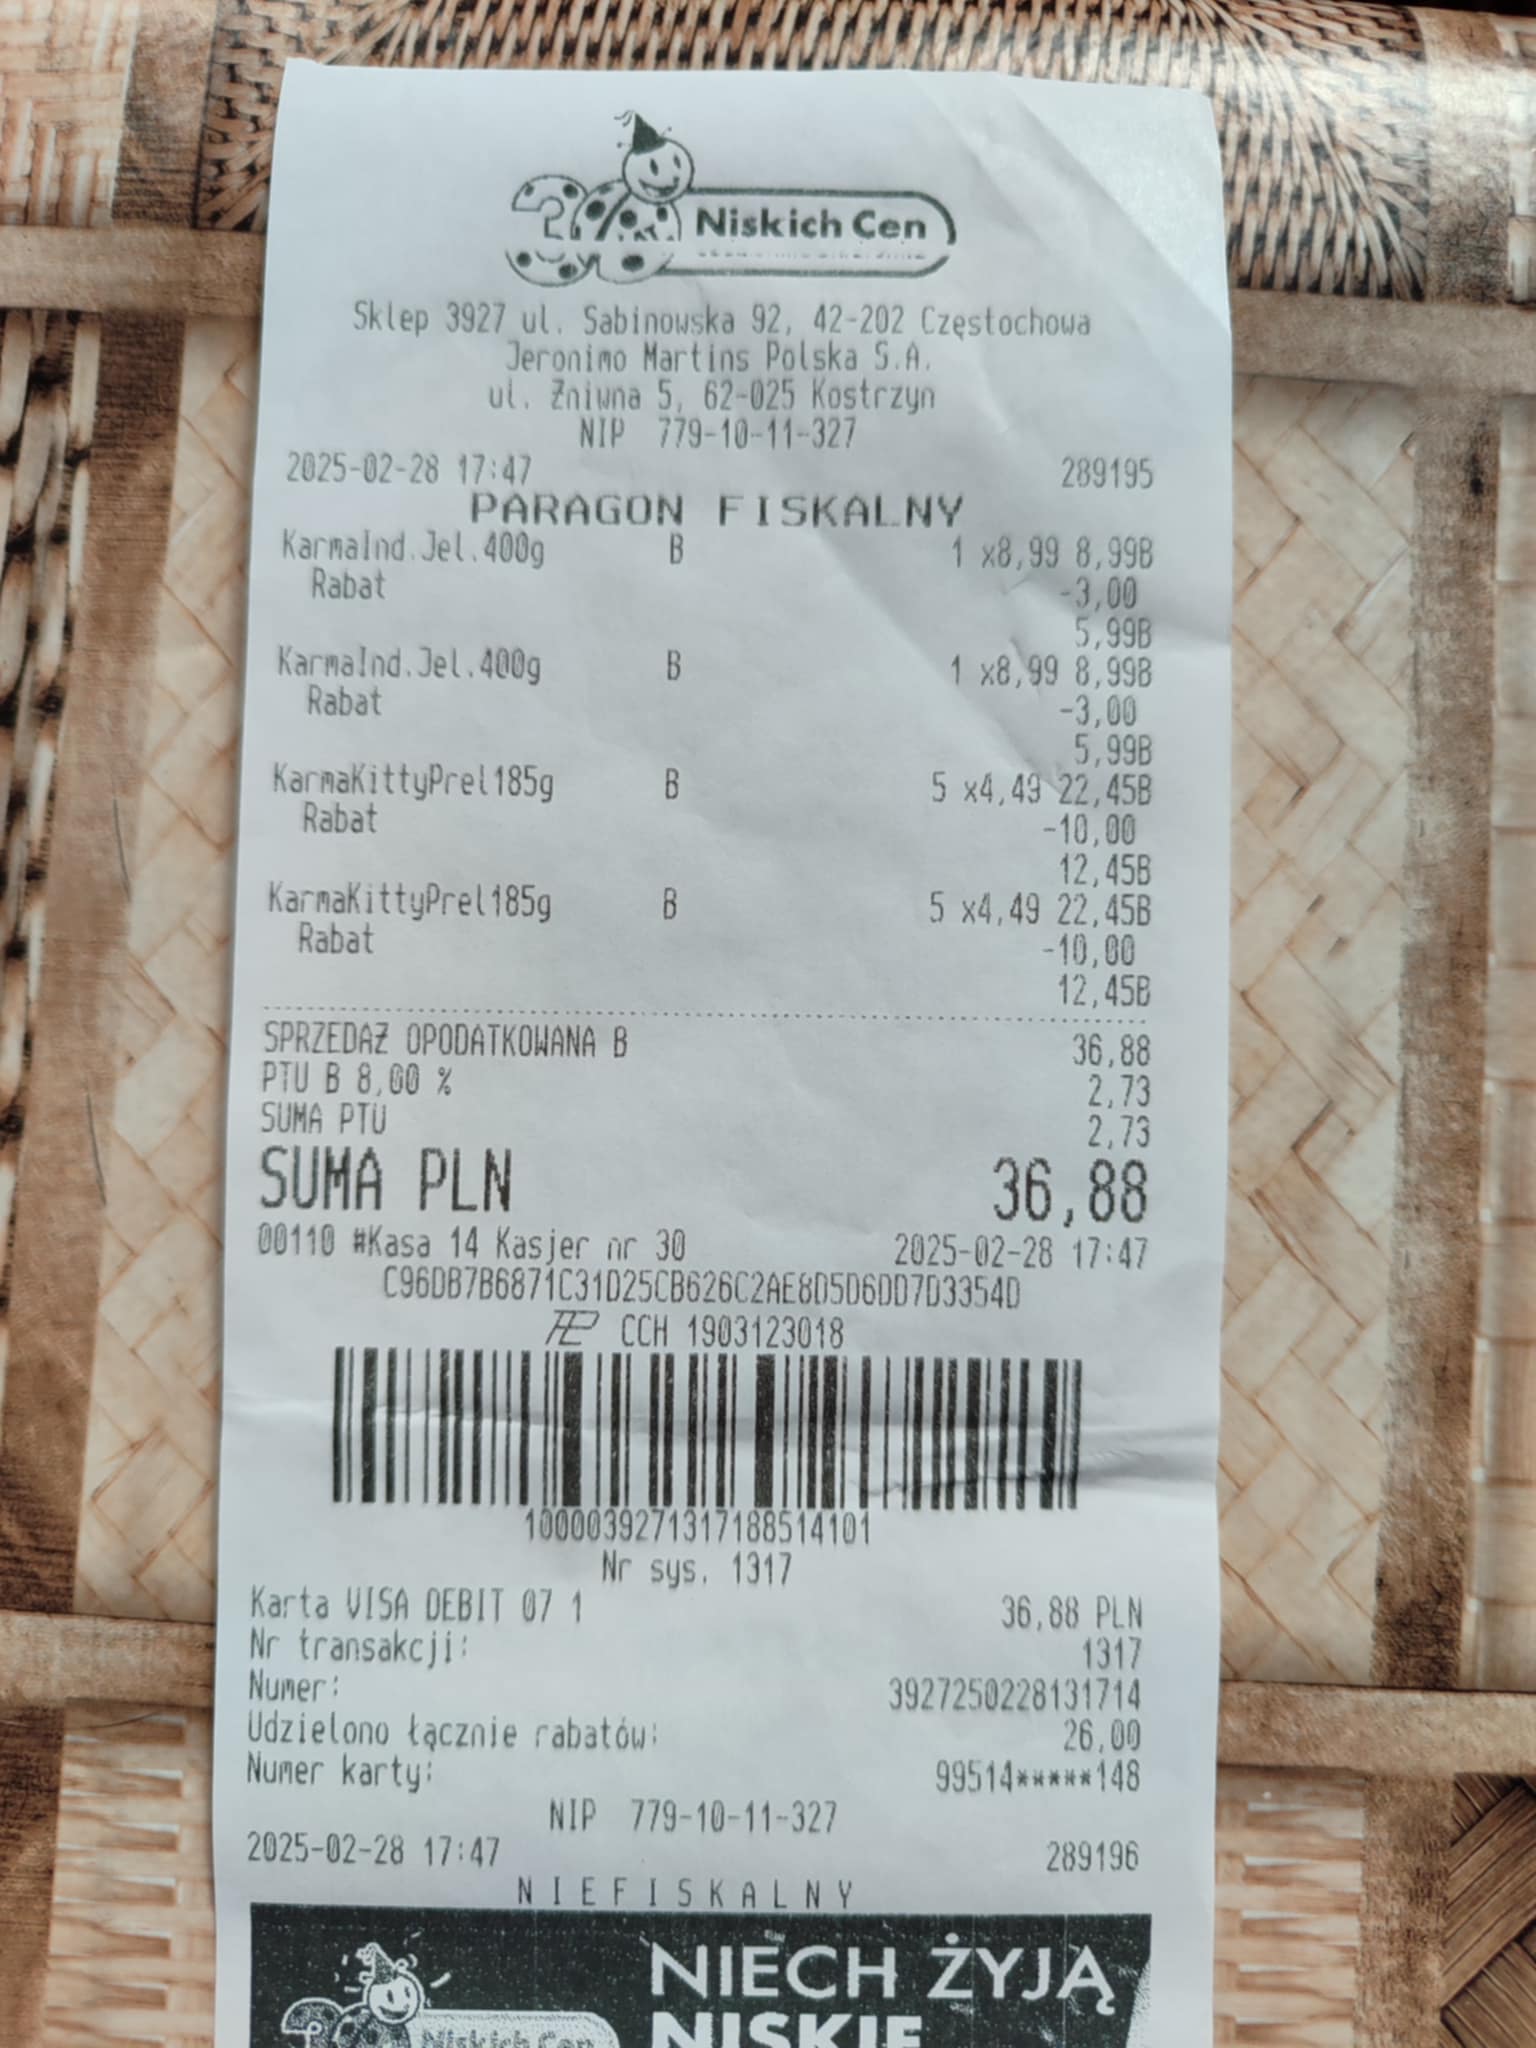 Niskich Cen
Sklep 3927 ul. Sabinowska 92, 42-202 Częstochowa
Jeronimo Martins Polska S.A.
ul. Żniwna 5, 62-025 Kostrzyn
NIP 779-10-11-327
2025-02-28 17:47 289195
PARAGON FISKALNY
KarmaInd.Jel.400g B 1 x8,99 8,99B
Rabat -3,00
5,99B
KarmaInd.Jel.400g B 1 x8,99 8,99B
Rabat -3,00
5,99B
KarmaKittyPrel185g B 5 x4,49 22,45B
Rabat -10,00
12,45B
KarmaKittyPrel185g B 5 x4,49 22,45B
Rabat -10,00
12,45B
SPRZEDAŻ OPODATKOWANA B 36,88
PTU B 8,00 % 2,73
SUMA PTU 2,73
SUMA PLN 36,88
00110 #Kasa 14 Kasjer nr 30 2025-02-28 17:47
C96DB7B6871C31D25CB626C2AE8D5D6DD7D3354D
CCH 1903123018
1000039271317188514101
Nr sys. 1317
Karta VISA DEBIT 07 1 36,88 PLN
Nr transakcji: 1317
Numer: 3927250228131714
Udzielono łącznie rabatów: 26,00
Numer karty: 99514*****148
NIP 779-10-11-327
2025-02-28 17:47 289196
NIEFISKALNY
NIECH ŻYJĄ
Niskich Cen NISKIE